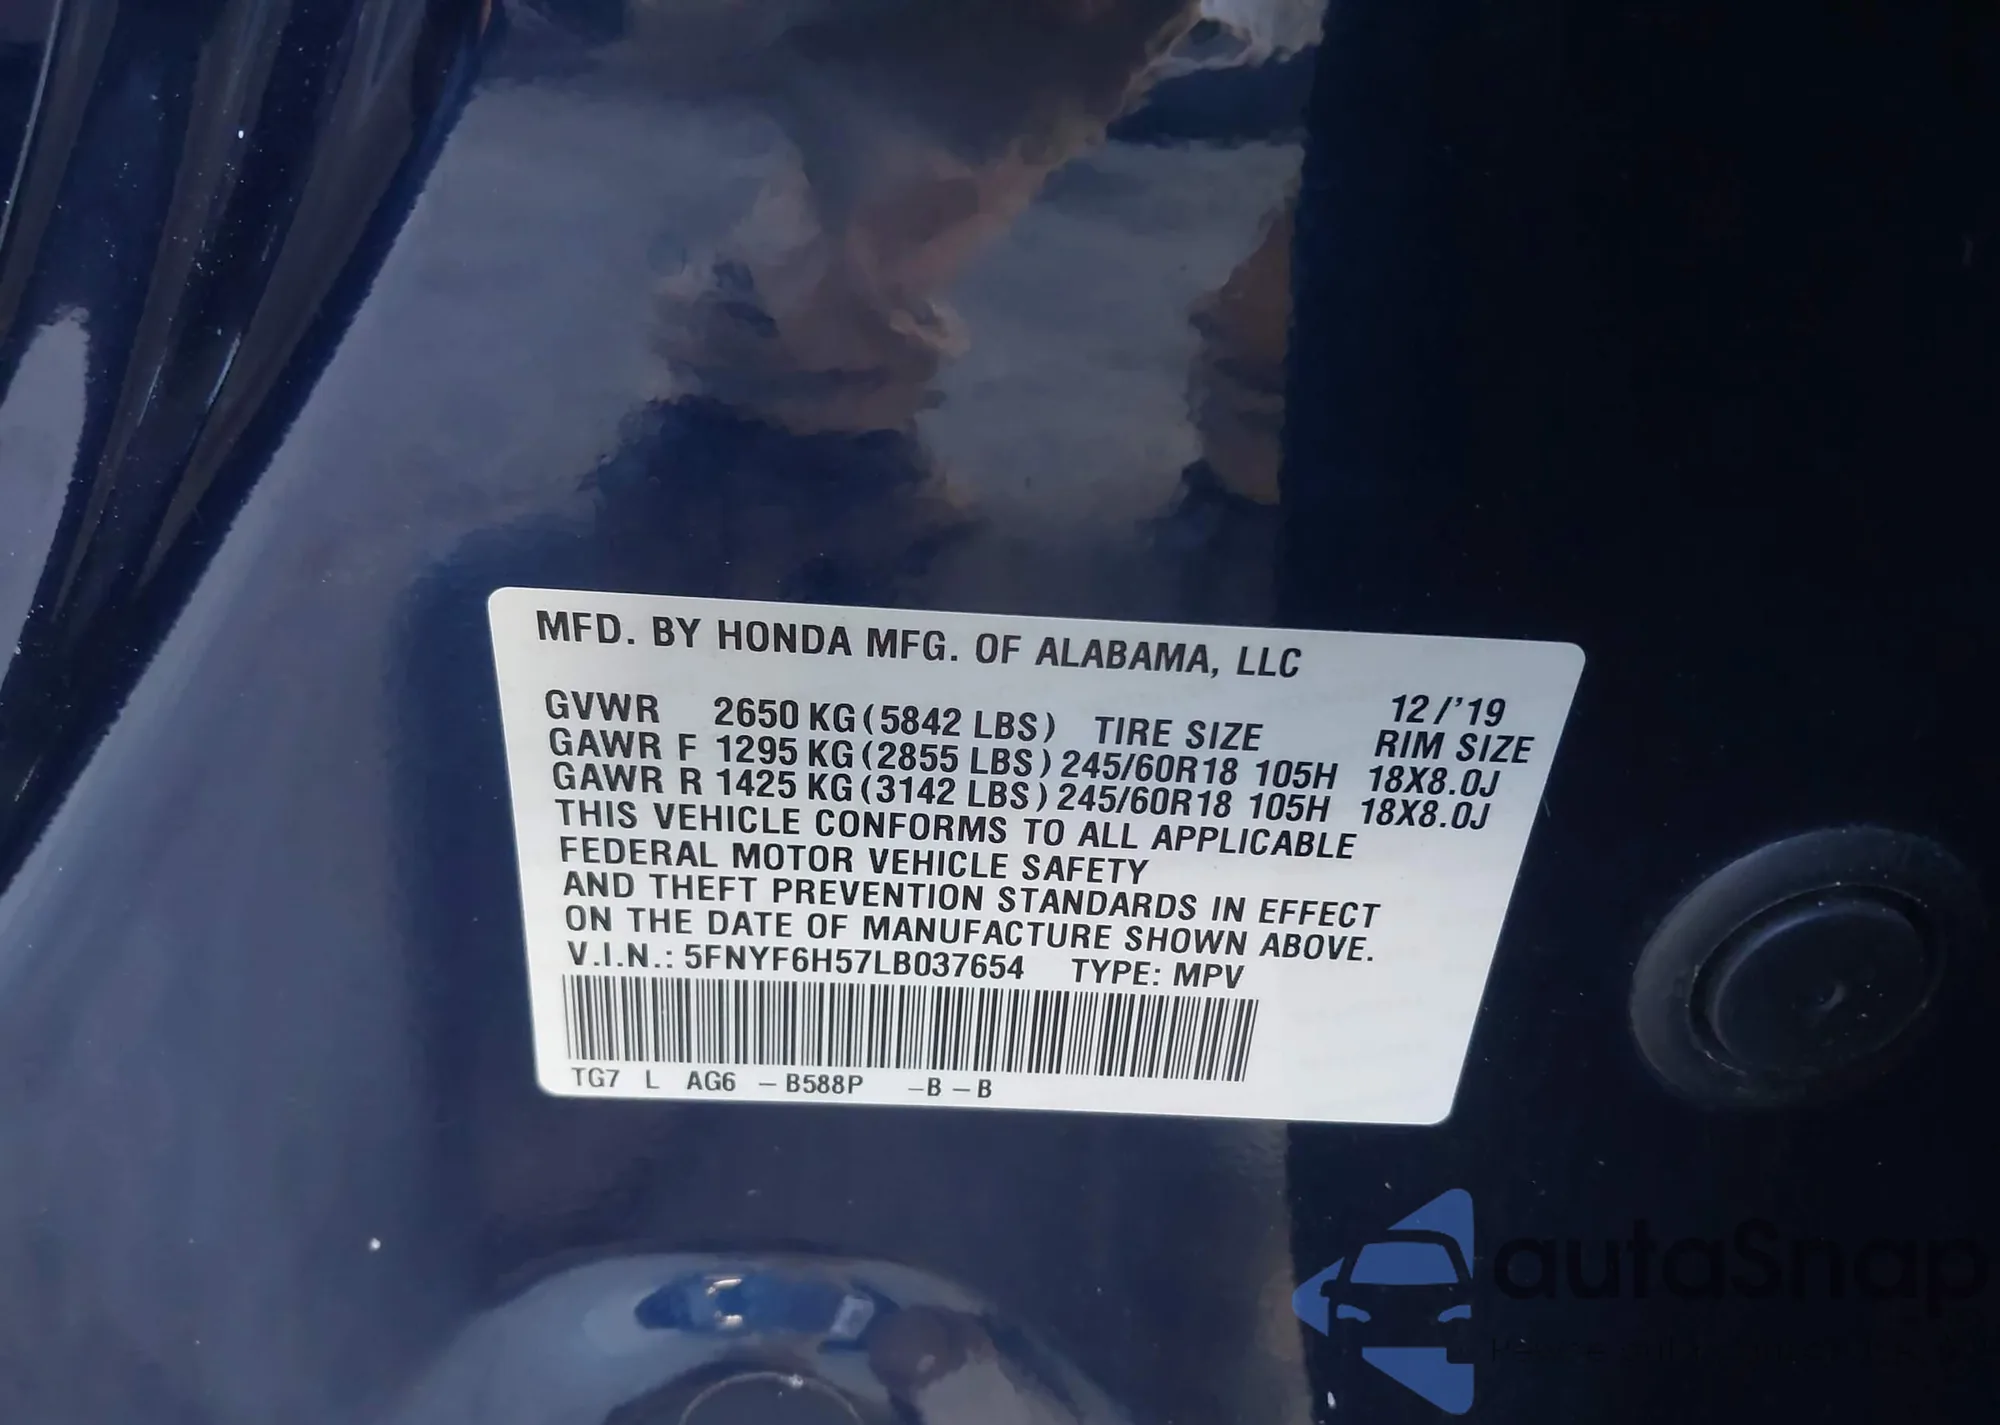 MFD. BY HONDA MFG. OF ALABAMA, LLC
12/'19
GVWR 2650 KG (5842 LBS) TIRE SIZE RIM SIZE
GAWR F 1295 KG (2855 LBS) 245/60R18 105H 18X8.0J
GAWR R 1425 KG (3142 LBS) 245/60R18 105H 18X8.0J
THIS VEHICLE CONFORMS TO ALL APPLICABLE
FEDERAL MOTOR VEHICLE SAFETY
AND THEFT PREVENTION STANDARDS IN EFFECT
ON THE DATE OF MANUFACTURE SHOWN ABOVE.
V.I.N.: 5FNYF6H57LB037654 TYPE: MPV
TG7 L AG6 – B588P –B – B
autaSnap